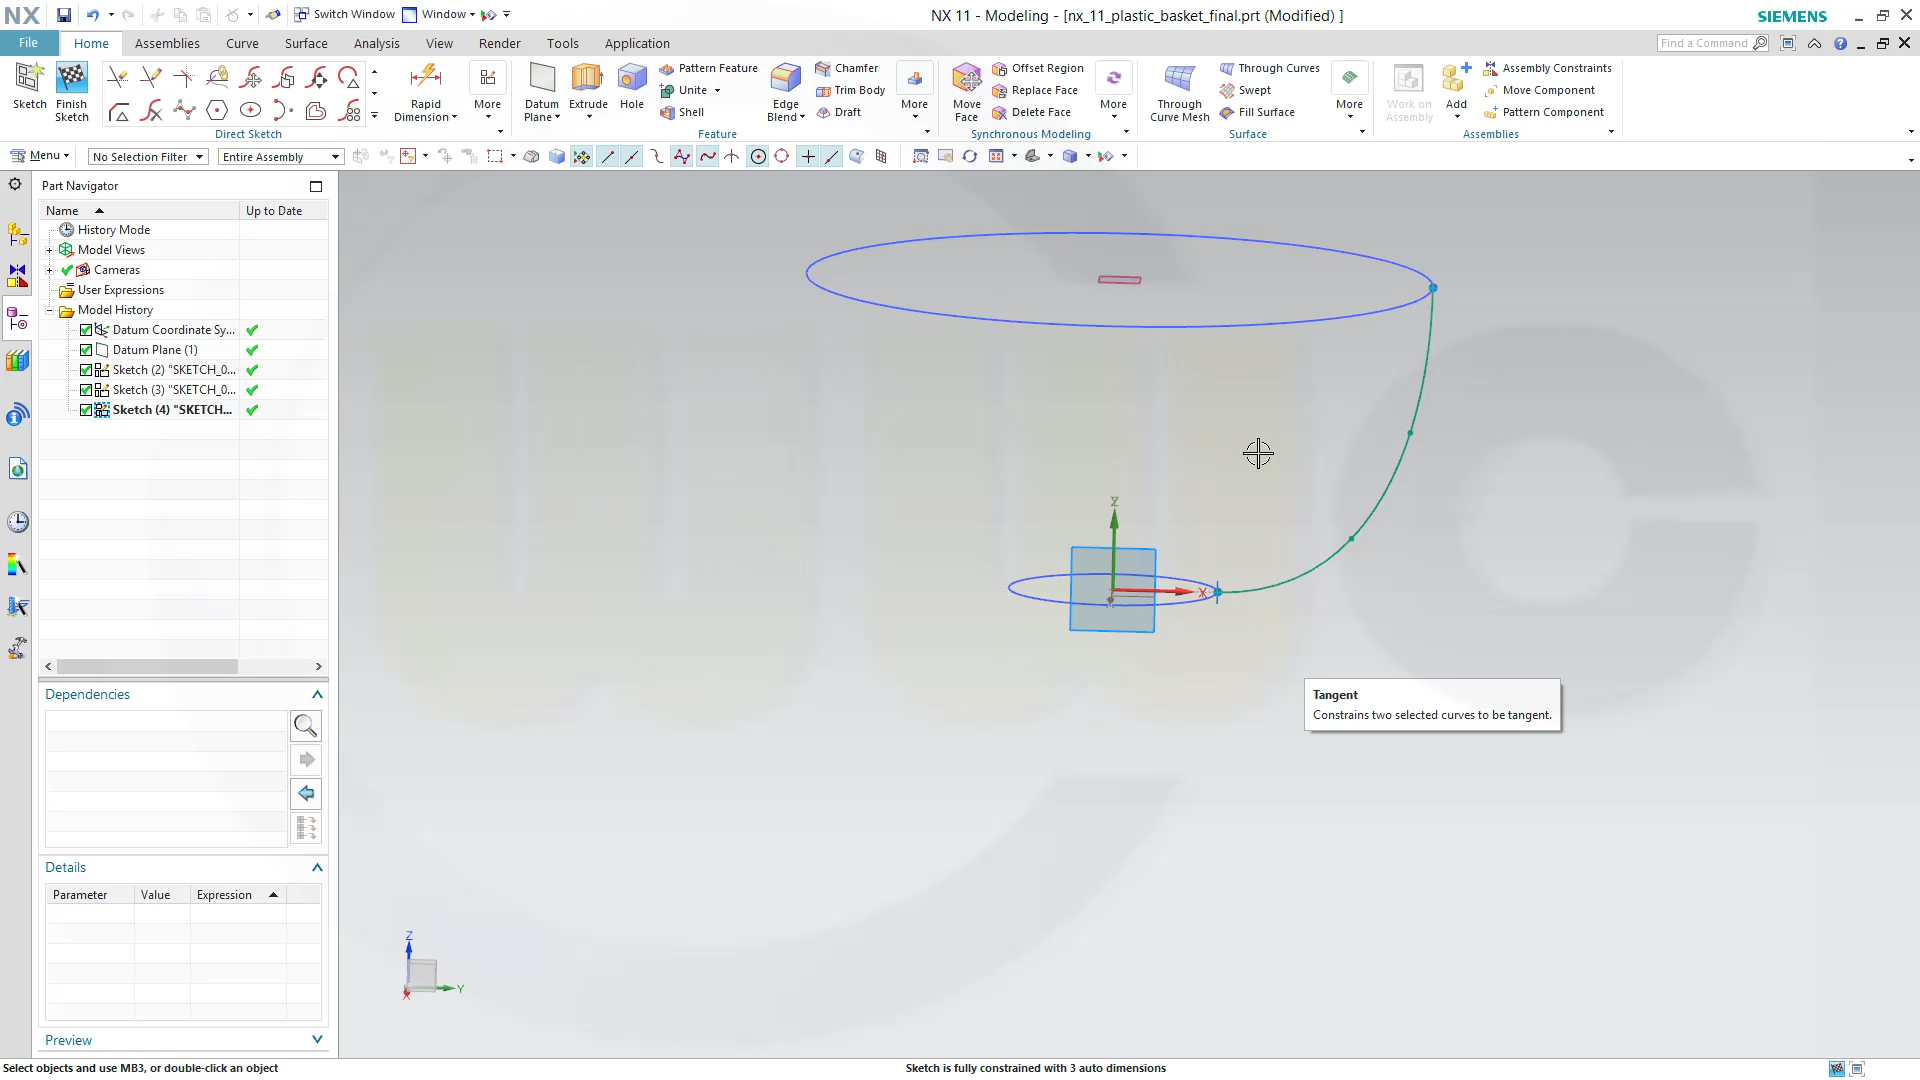 NX
Switch Window
Window
NX 11 - Modeling - [nx_11_plastic_basket_final.prt (Modified) ]
SIEMENS
File
Home
Assemblies
Curve
Surface
Analysis
View
Render
Tools
Application
Find a Command
Sketch
Finish
Sketch
Direct Sketch
Rapid
Dimension
More
Datum
Plane
Extrude
Hole
Pattern Feature
Unite
Shell
Edge
Blend
Chamfer
Trim Body
Draft
More
Feature
Move
Face
Offset Region
Replace Face
Delete Face
More
Synchronous Modeling
Through
Curve Mesh
Through Curves
Swept
Fill Surface
More
Surface
Work on
Assembly
Add
Assembly Constraints
Move Component
Pattern Component
Assemblies
Menu
No Selection Filter
Entire Assembly
Part Navigator
Name
Up to Date
History Mode
Model Views
Cameras
User Expressions
Model History
Datum Coordinate Sy...
Datum Plane (1)
Sketch (2) "SKETCH_0...
Sketch (3) "SKETCH_0...
Sketch (4) "SKETCH...
Dependencies
Details
Parameter
Value
Expression
Preview
Z
X
Tangent
Constrains two selected curves to be tangent.
Z
Y
X
Select objects and use MB3, or double-click an object
Sketch is fully constrained with 3 auto dimensions